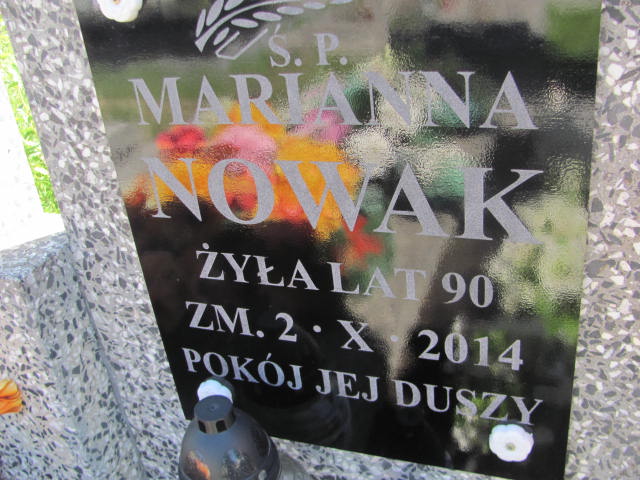 Ś. P.
MARIANNA
NOWAK
ŻYŁA LAT 90
ZM. 2 · X · 2014
POKÓJ JEJ DUSZY